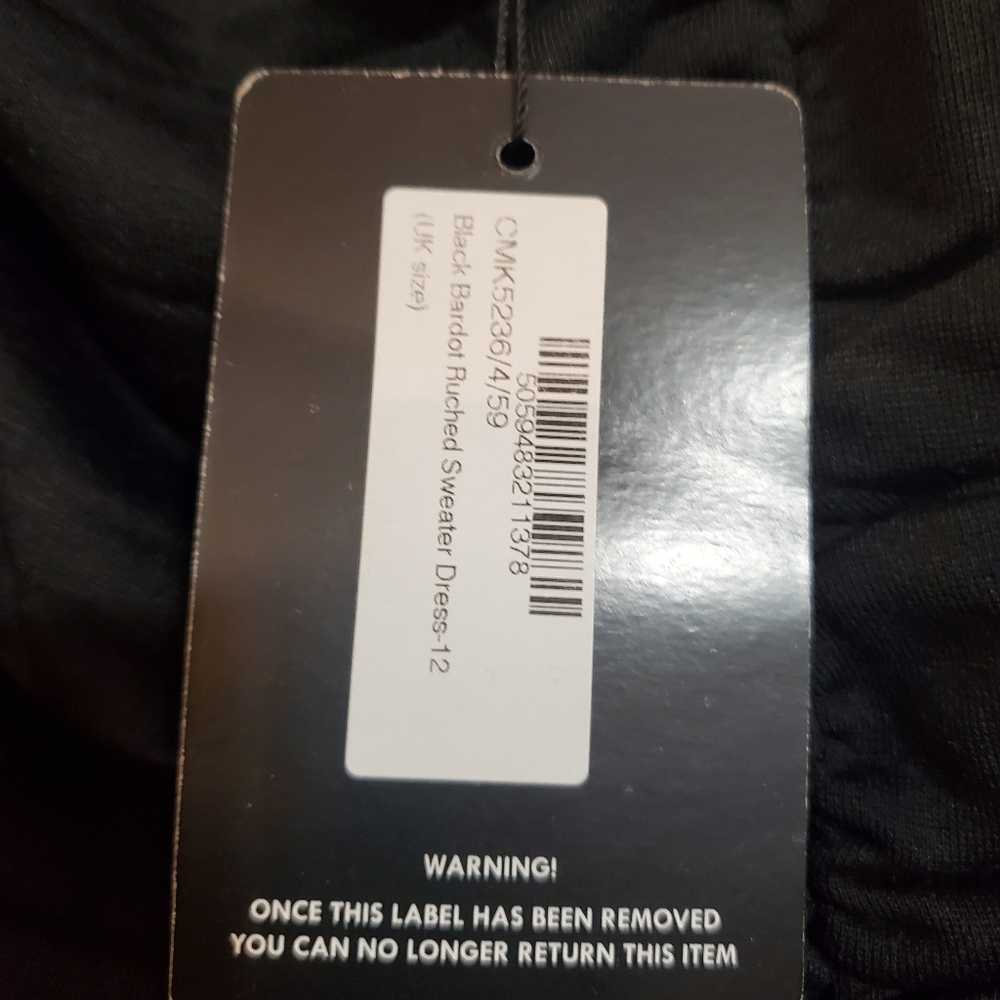 5059483211378
CMK5236/4/59
Black Bardot Ruched Sweater Dress-12
(UK size)
WARNING!
ONCE THIS LABEL HAS BEEN REMOVED
YOU CAN NO LONGER RETURN THIS ITEM